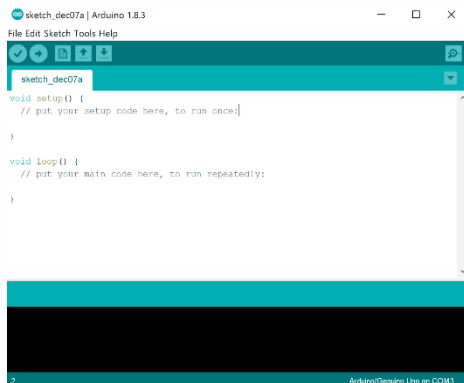 sketch_dec07a | Arduino 1.8.3
File Edit Sketch Tools Help
sketch_dec07a
void setup() {
  // put your setup code here, to run once:
}
void loop() {
  // put your main code here, to run repeatedly:
}
2
Arduino/Genuino Uno on COM3